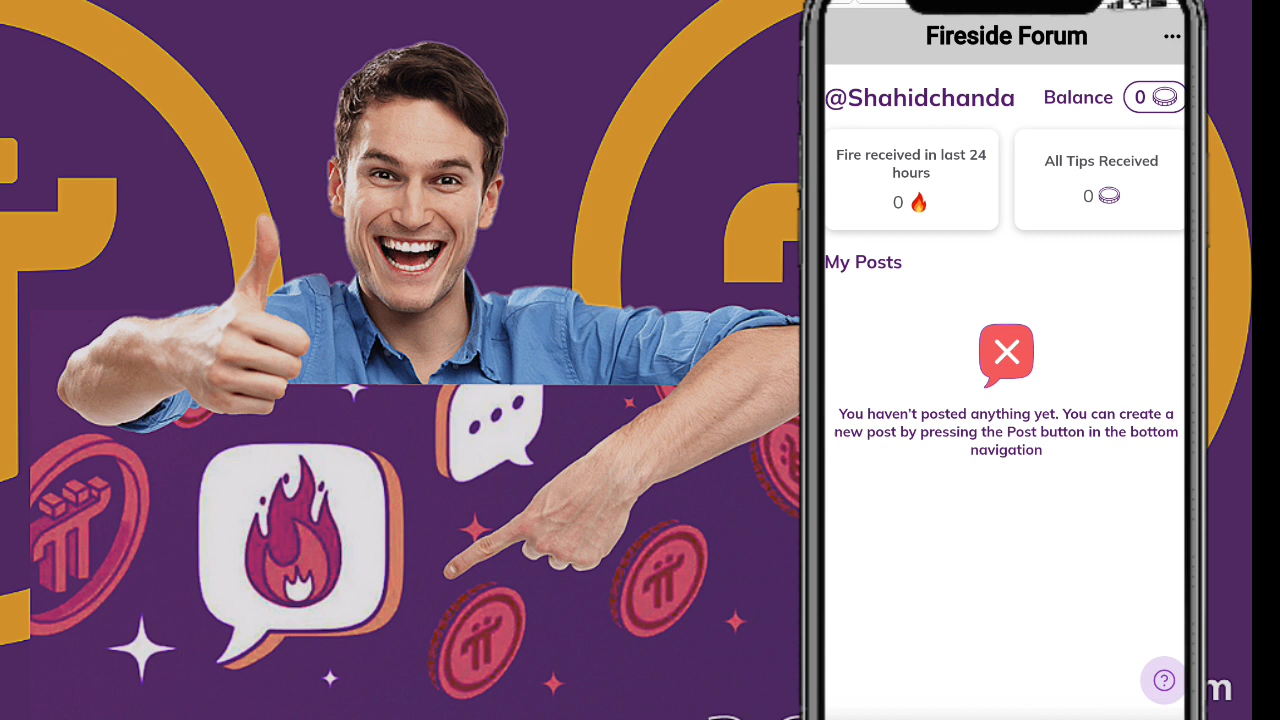 Fireside Forum
@Shahidchanda
Balance 0
Fire received in last 24
hours
0
All Tips Received
0
My Posts
You haven't posted anything yet. You can create a
new post by pressing the Post button in the bottom
navigation
?